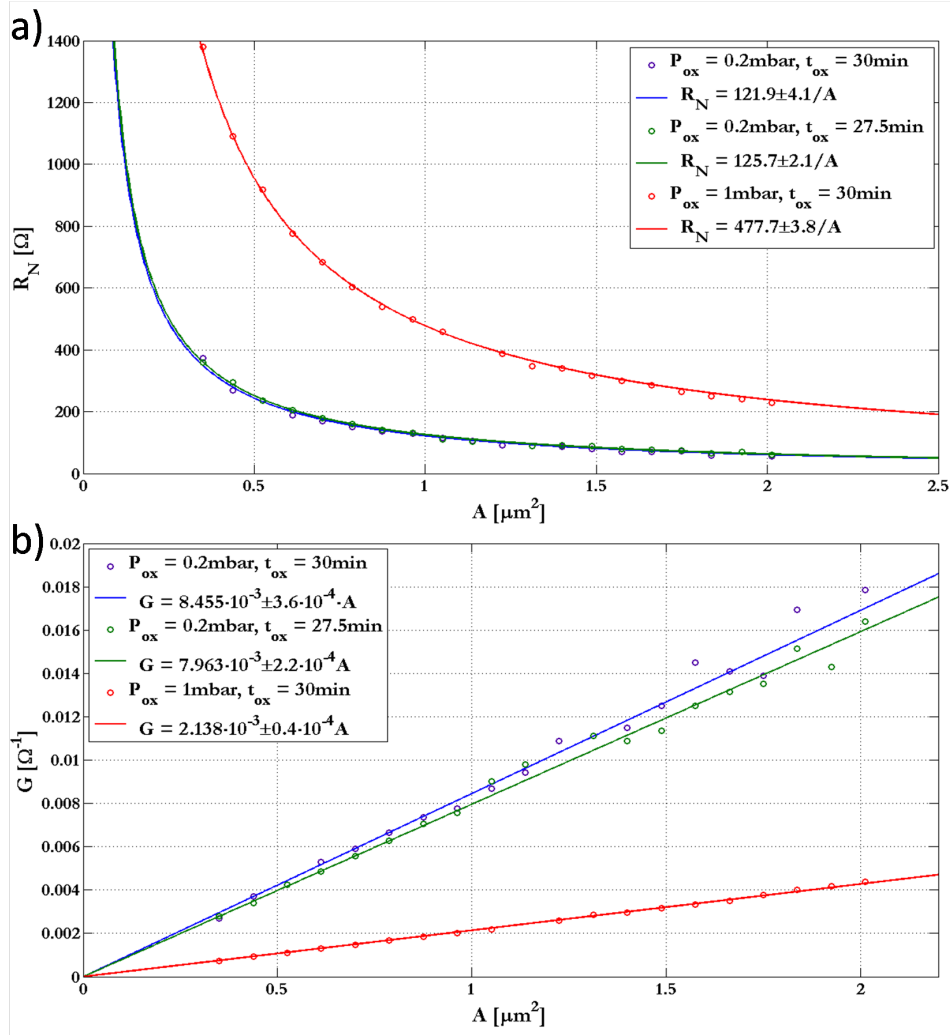 a)
1400
1200
1000
800
600
400
200
0
R_N [Ω]
0.5
1
1.5
2
2.5
A [μm²]
P_ox = 0.2mbar, t_ox = 30min
R_N = 121.9±4.1/A
P_ox = 0.2mbar, t_ox = 27.5min
R_N = 125.7±2.1/A
P_ox = 1mbar, t_ox = 30min
R_N = 477.7±3.8/A
b)
0.02
0.018
0.016
0.014
0.012
0.01
0.008
0.006
0.004
0.002
0
G [Ω⁻¹]
P_ox = 0.2mbar, t_ox = 30min
G = 8.455·10⁻³±3.6·10⁻⁴·A
P_ox = 0.2mbar, t_ox = 27.5min
G = 7.963·10⁻³±2.2·10⁻⁴A
P_ox = 1mbar, t_ox = 30min
G = 2.138·10⁻³±0.4·10⁻⁴A
0
0.5
1
1.5
2
A [μm²]